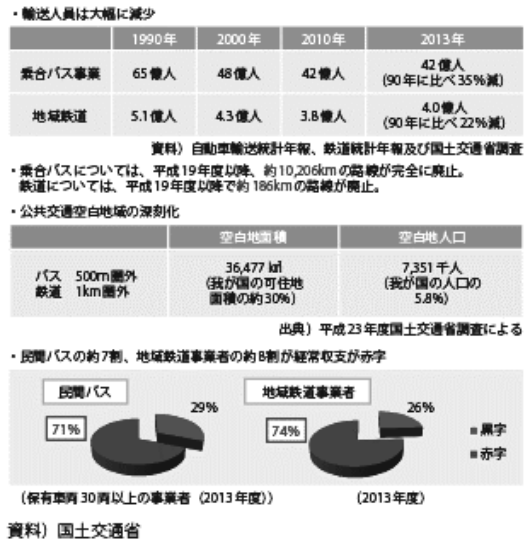 ・輸送人員は大幅に減少
1990年 2000年 2010年 2013年
乗合バス事業 65億人 48億人 42億人 42億人
(90年に比べ35%減)
地域鉄道 5.1億人 4.3億人 3.8億人 4.0億人
(90年に比べ22%減)
資料）自動車輸送統計年報、鉄道統計年報及び国土交通省調査
・乗合バスについては、平成19年度以降、約10,206kmの路線が完全に廃止。
鉄道については、平成19年度以降で約186kmの路線が廃止。
・公共交通空白地域の深刻化
空白地面積 空白地人口
バス 500m圏外
鉄道 1km圏外
36,477㎢
(我が国の可住地
面積の約30%)
7,351千人
(我が国の人口の
5.8%)
出典）平成23年度国土交通省調査による
・民間バスの約7割、地域鉄道事業者の約8割が経常収支が赤字
民間バス 地域鉄道事業者
29% 26%
71% 74%
黒字
赤字
（保有車両30両以上の事業者（2013年度）） （2013年度）
資料）国土交通省